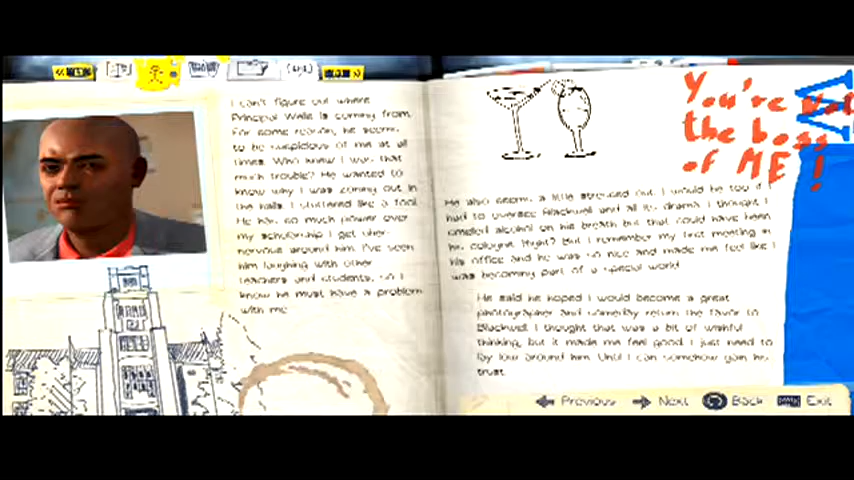 I can't figure out where
Principal Wells is coming from.
For some reason, he seems
to be suspicious of me at all
times. Who knew I was that
much trouble? He wanted to
know why I was zoning out in
the halls. I stuttered like a fool.
He has so much power over
my scholarship I get uber-
nervous around him. I've seen
him laughing with other
teachers and students, so I
know he must have a problem
with me.
You're not
the boss
of ME!
He also seems a little stressed out. I would be too if I
had to oversee Blackwell and all its drama. I thought I
smelled alcohol on his breath but that could have been
his cologne. Right? But I remember my first meeting in
his office and he was so nice and made me feel like I
was becoming part of a special world.
He said he hoped I would become a great
photographer and someday return the favor to
Blackwell. I thought that was a bit of wishful
thinking, but it made me feel good. I just need to
lay low around him. Until I can somehow gain his
trust.
Previous Next Back Exit